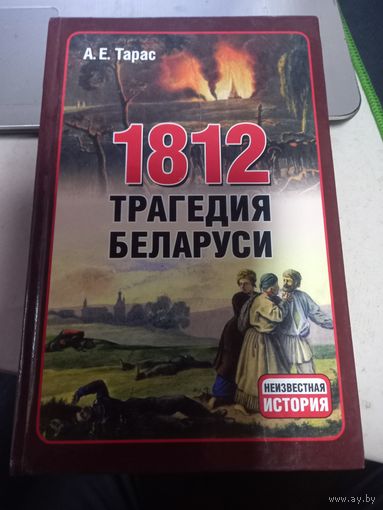 А. Е. Тарас
1812
ТРАГЕДИЯ
БЕЛАРУСИ
НЕИЗВЕСТНАЯ
ИСТОРИЯ
www.ay.by